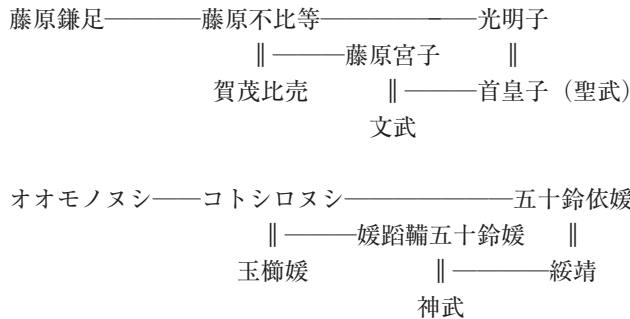 藤原鎌足――――藤原不比等――――――――光明子
‖―――藤原宮子 ‖
賀茂比売 ‖―――首皇子（聖武）
文武
オオモノヌシ――コトシロヌシ―――――――五十鈴依媛
‖―――媛蹈鞴五十鈴媛 ‖
玉櫛媛 ‖――――綏靖
神武